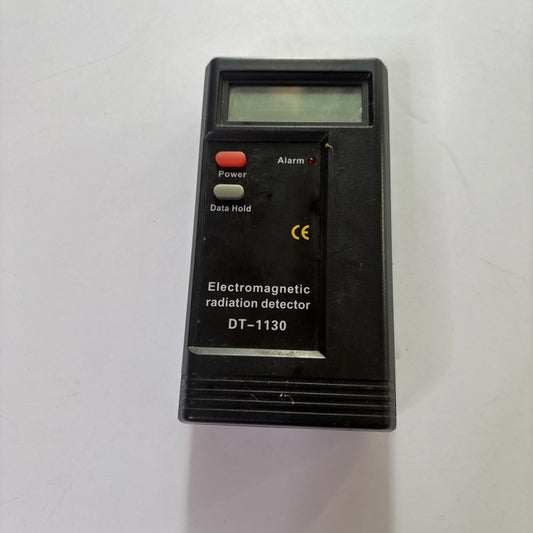 Alarm
Power
Data Hold
CE
Electromagnetic
radiation detector
DT-1130